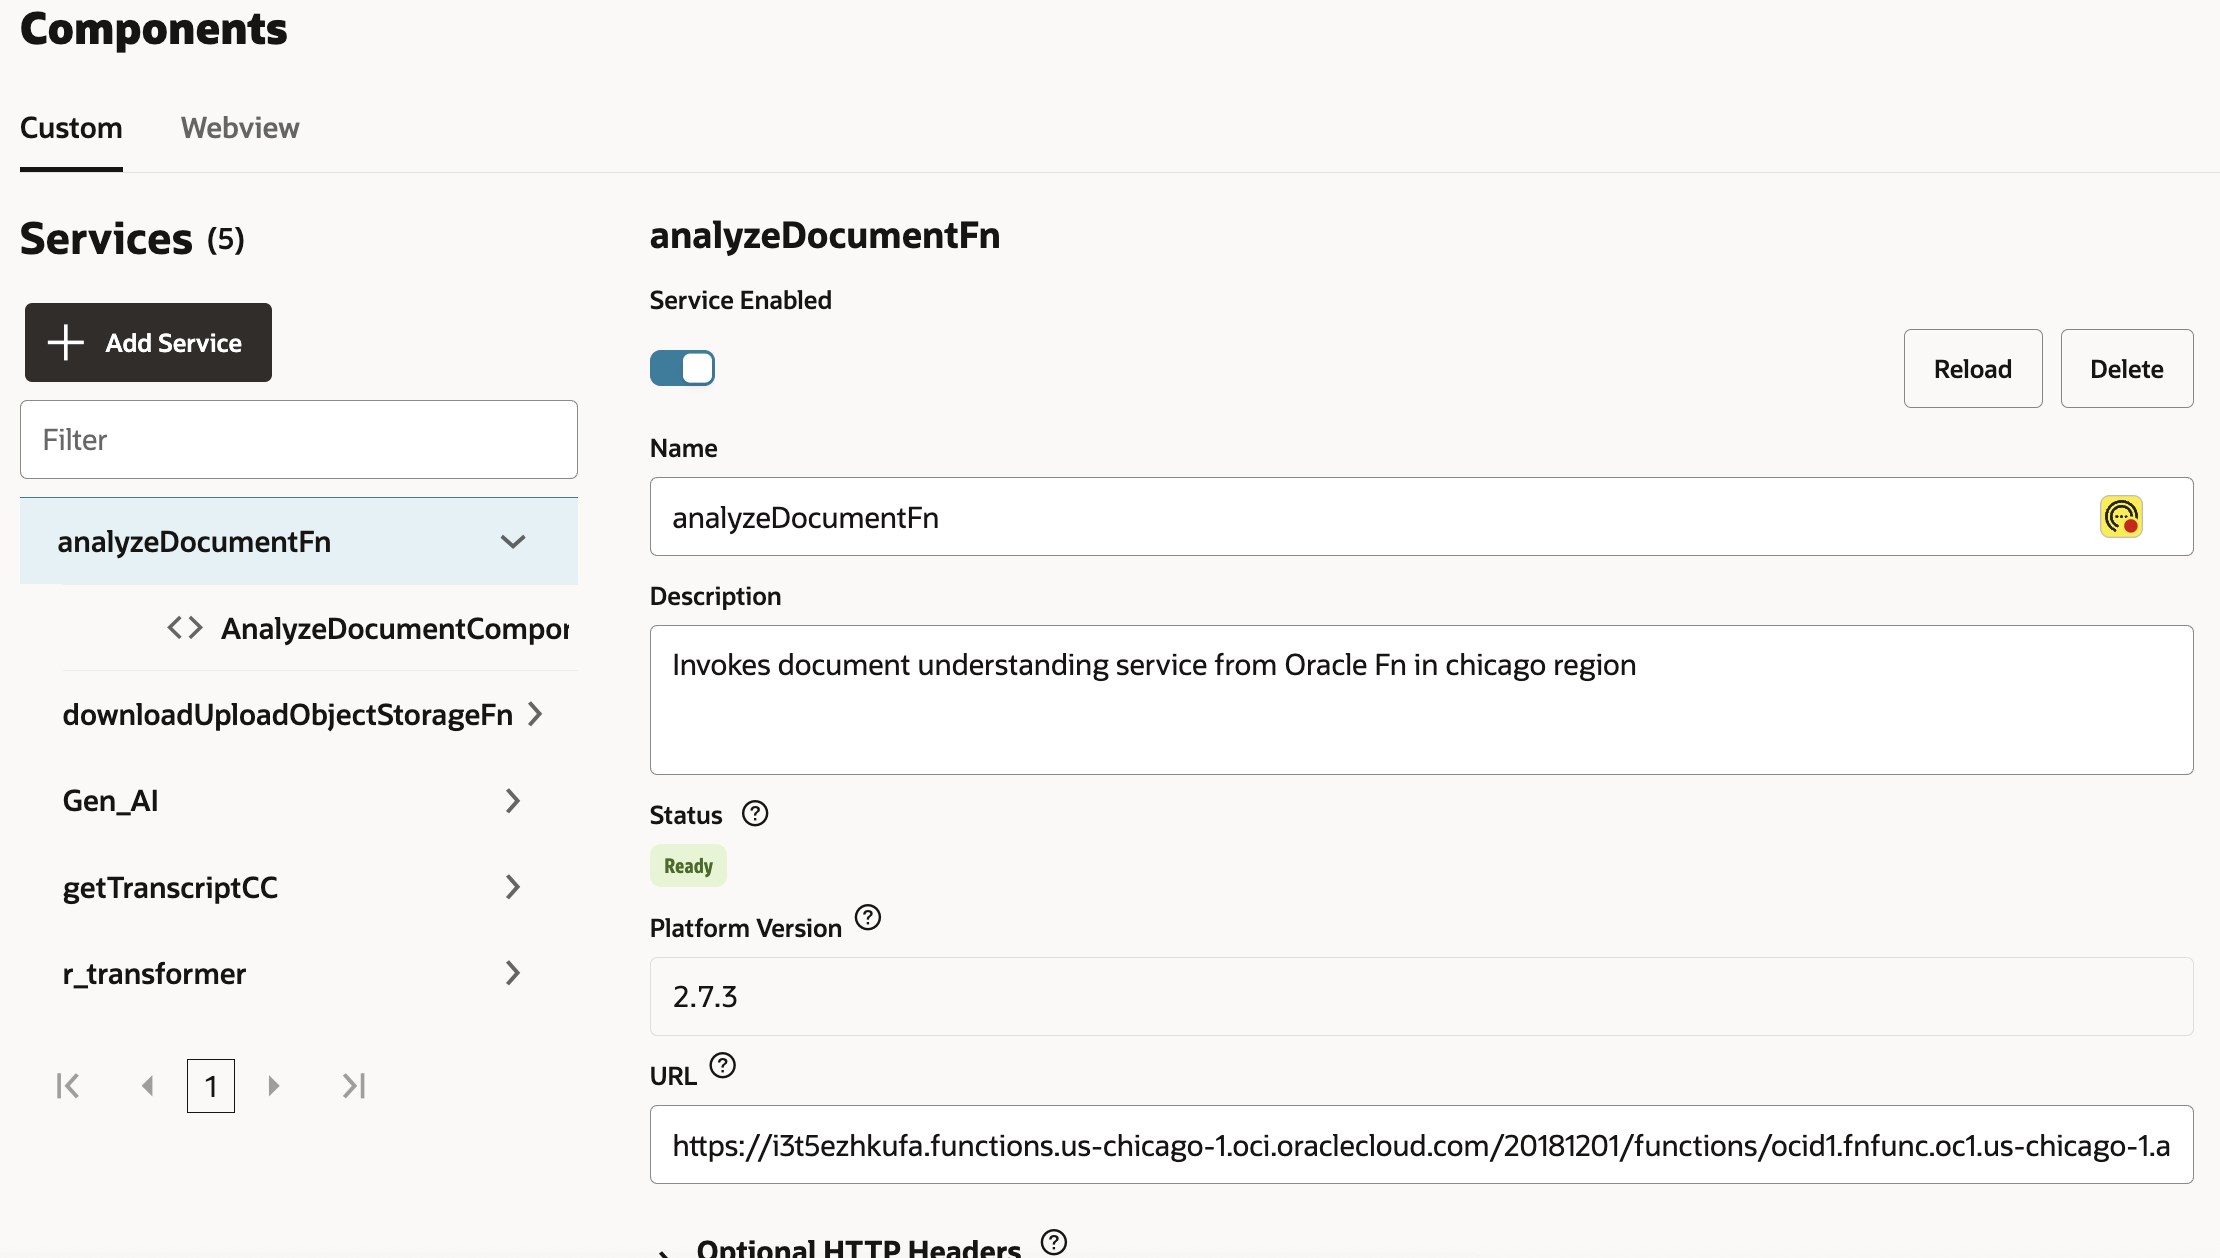 Components
Custom Webview
Services (5)
Add Service
Filter
analyzeDocumentFn
AnalyzeDocumentCompor
downloadUploadObjectStorageFn
Gen_AI
getTranscriptCC
r_transformer
1
analyzeDocumentFn
Service Enabled
Reload Delete
Name
analyzeDocumentFn
Description
Invokes document understanding service from Oracle Fn in chicago region
Status
Ready
Platform Version
2.7.3
URL
https://i3t5ezhkufa.functions.us-chicago-1.oci.oraclecloud.com/20181201/functions/ocid1.fnfunc.oc1.us-chicago-1.a
Optional HTTP Headers